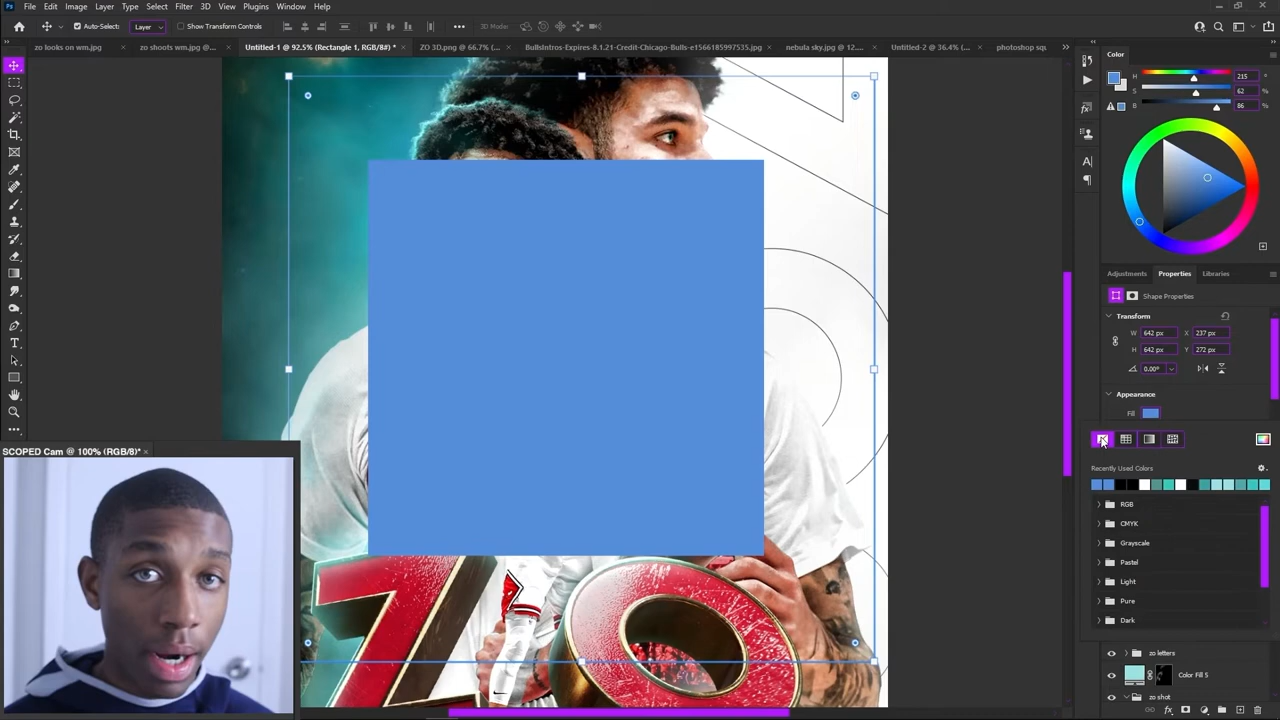 Ps File Edit Image Layer Type Select Filter 3D View Plugins Window Help
Auto-Select: Layer Show Transform Controls 3D Mode:
zo looks on wm.jpg × zo shoots wm.jpg @... × Untitled-1 @ 92.5% (Rectangle 1, RGB/8#) * × ZO 3D.png @ 66.7% (... × BullsIntros-Expires-8.1.21-Credit-Chicago-Bulls-e1566185997535.jpg × nebula sky.jpg @ 12.... × Untitled-2 @ 36.4% (... × photoshop squ
Color
H 215 °
S 62 %
B 86 %
Adjustments Properties Libraries
Shape Properties
Transform
W 642 px X 237 px
H 642 px Y 272 px
0.00°
Appearance
Fill
Recently Used Colors
RGB
CMYK
Grayscale
Pastel
Light
Pure
Dark
zo letters
Color Fill 5
zo shot
fx
SCOPED Cam @ 100% (RGB/8)* ×
ZO